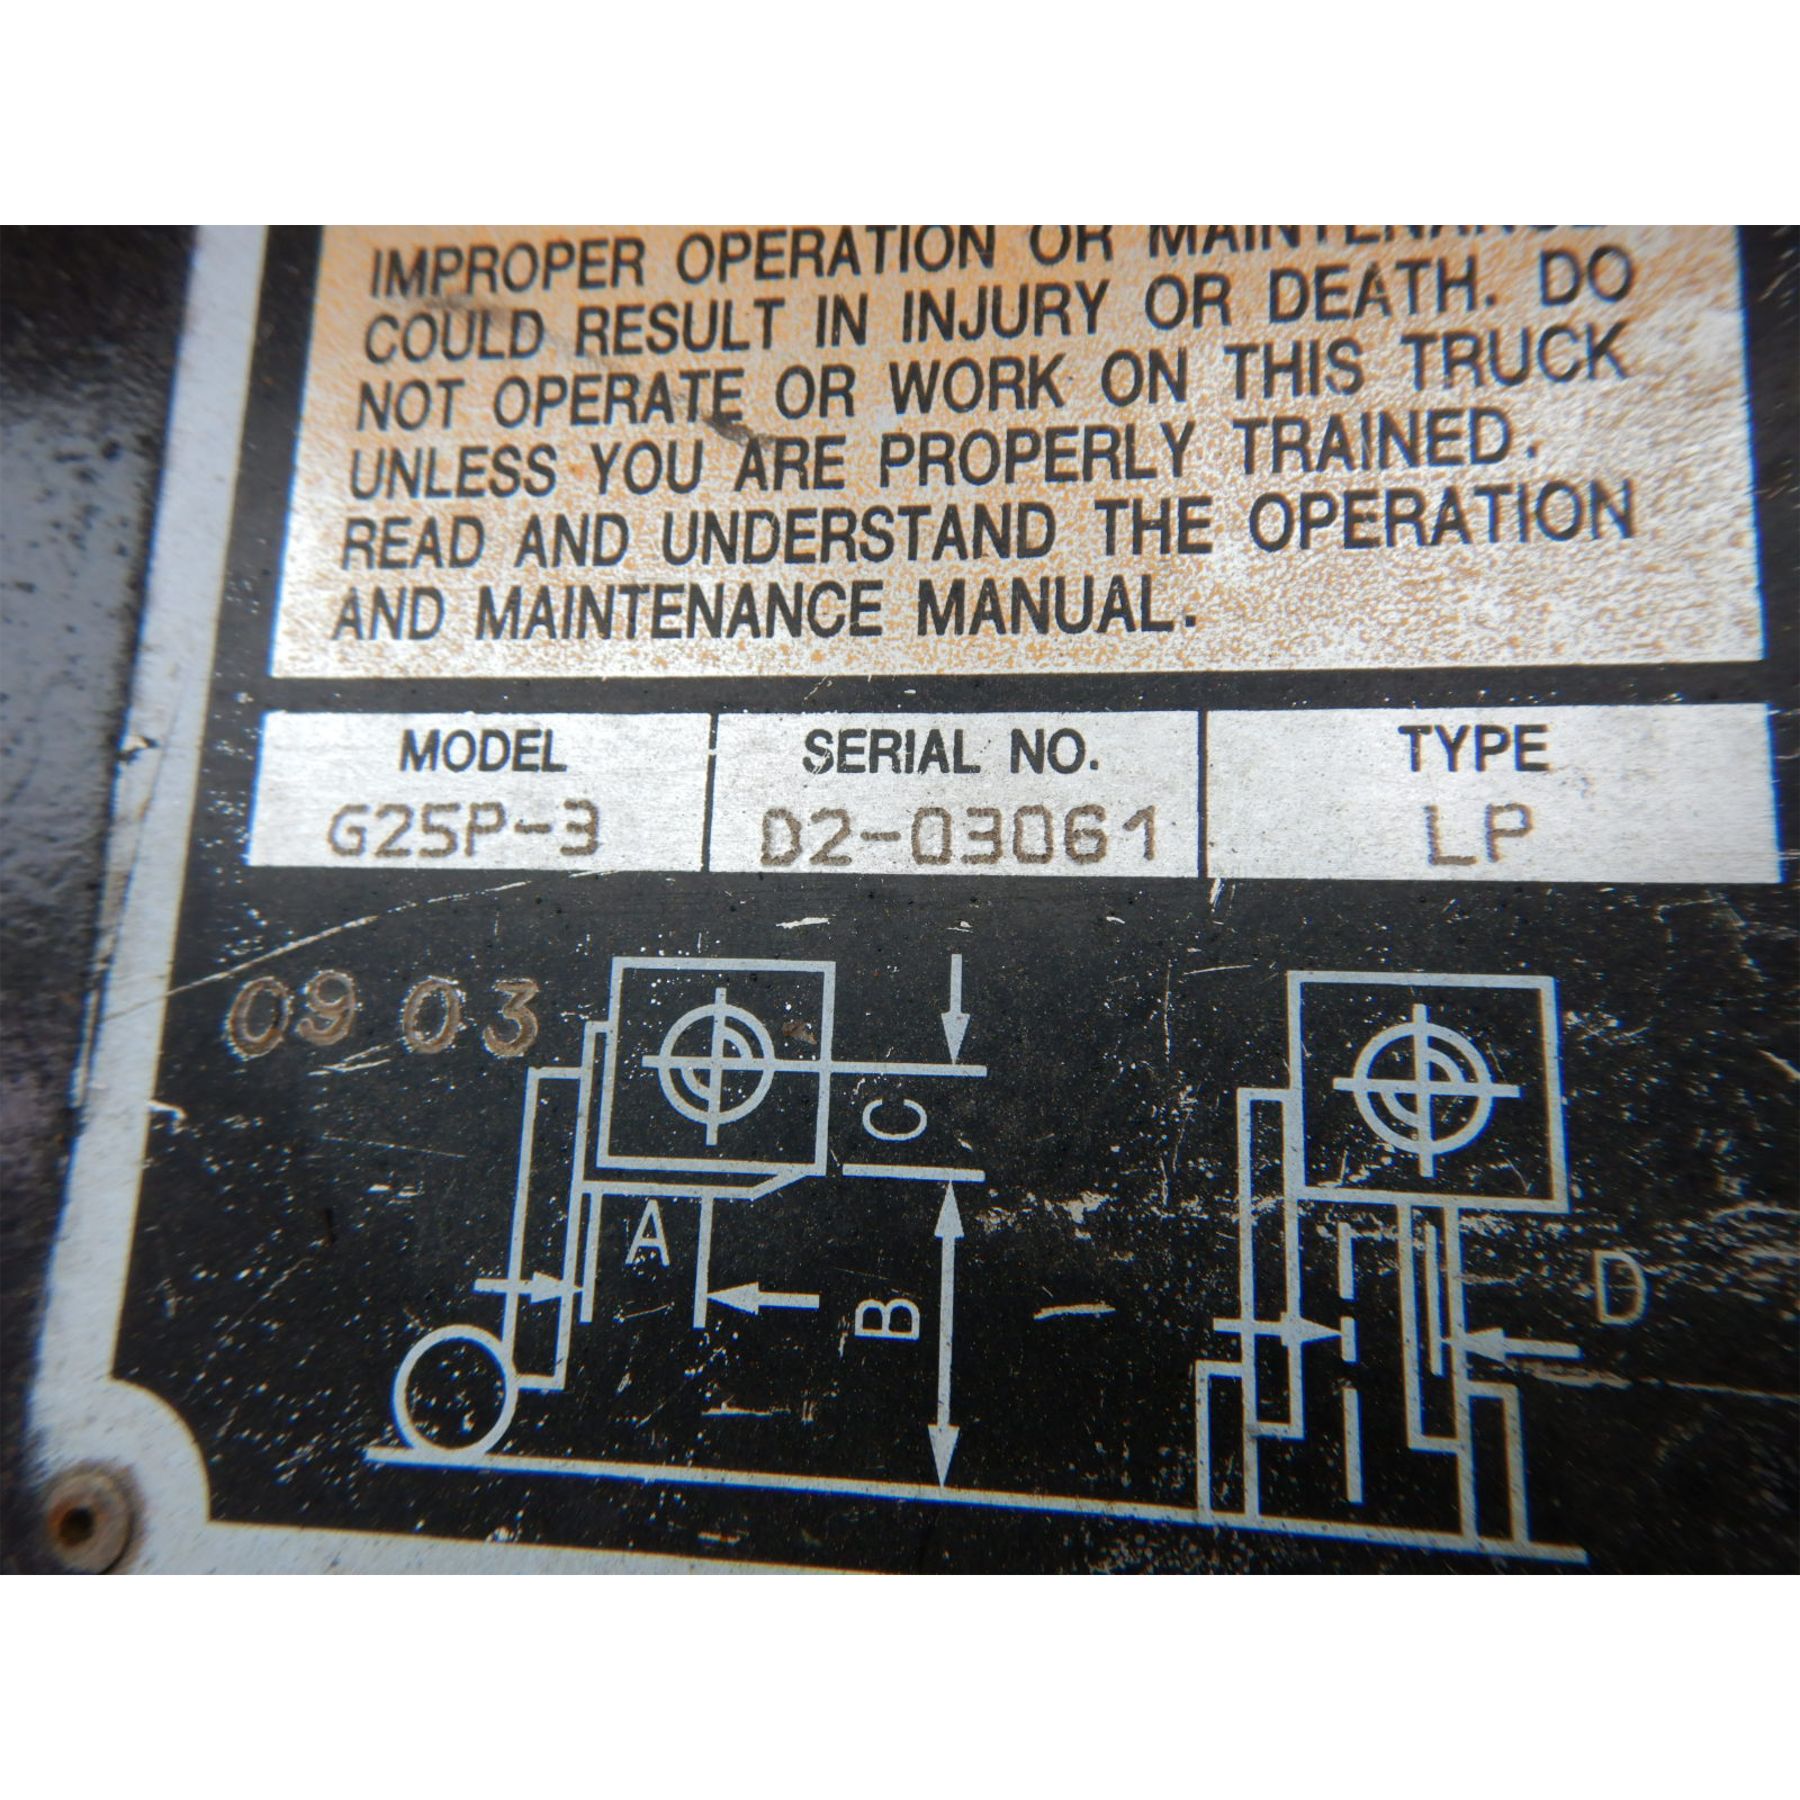 IMPROPER OPERATION OR MAINTENANCE
COULD RESULT IN INJURY OR DEATH. DO
NOT OPERATE OR WORK ON THIS TRUCK
UNLESS YOU ARE PROPERLY TRAINED.
READ AND UNDERSTAND THE OPERATION
AND MAINTENANCE MANUAL.
MODEL SERIAL NO. TYPE
G25P-3 D2-03061 LP
09 03
C
A
B
D